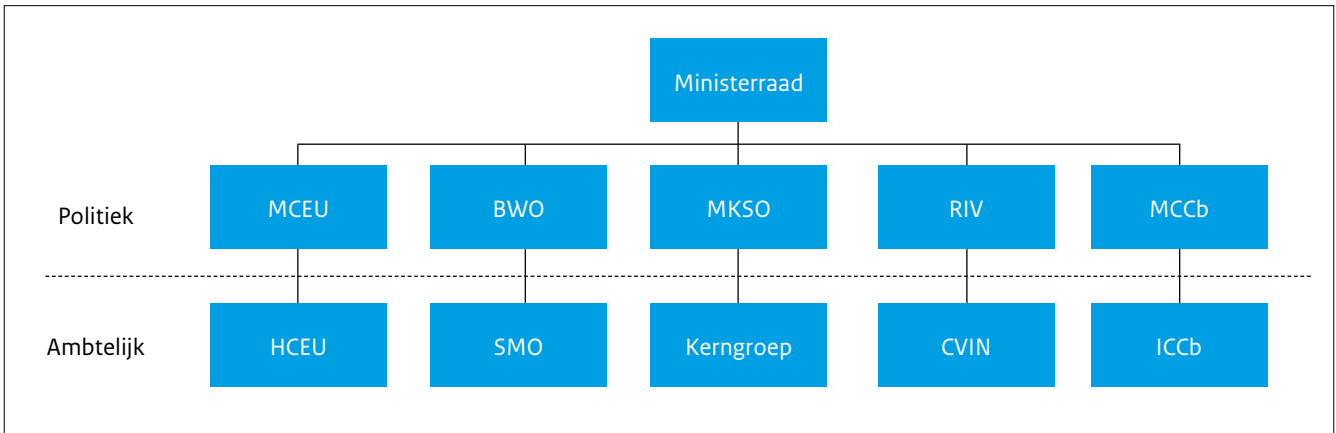 Ministerraad
Politiek
MCEU
BWO
MKSO
RIV
MCCb
Ambtelijk
HCEU
SMO
Kerngroep
CVIN
ICCb